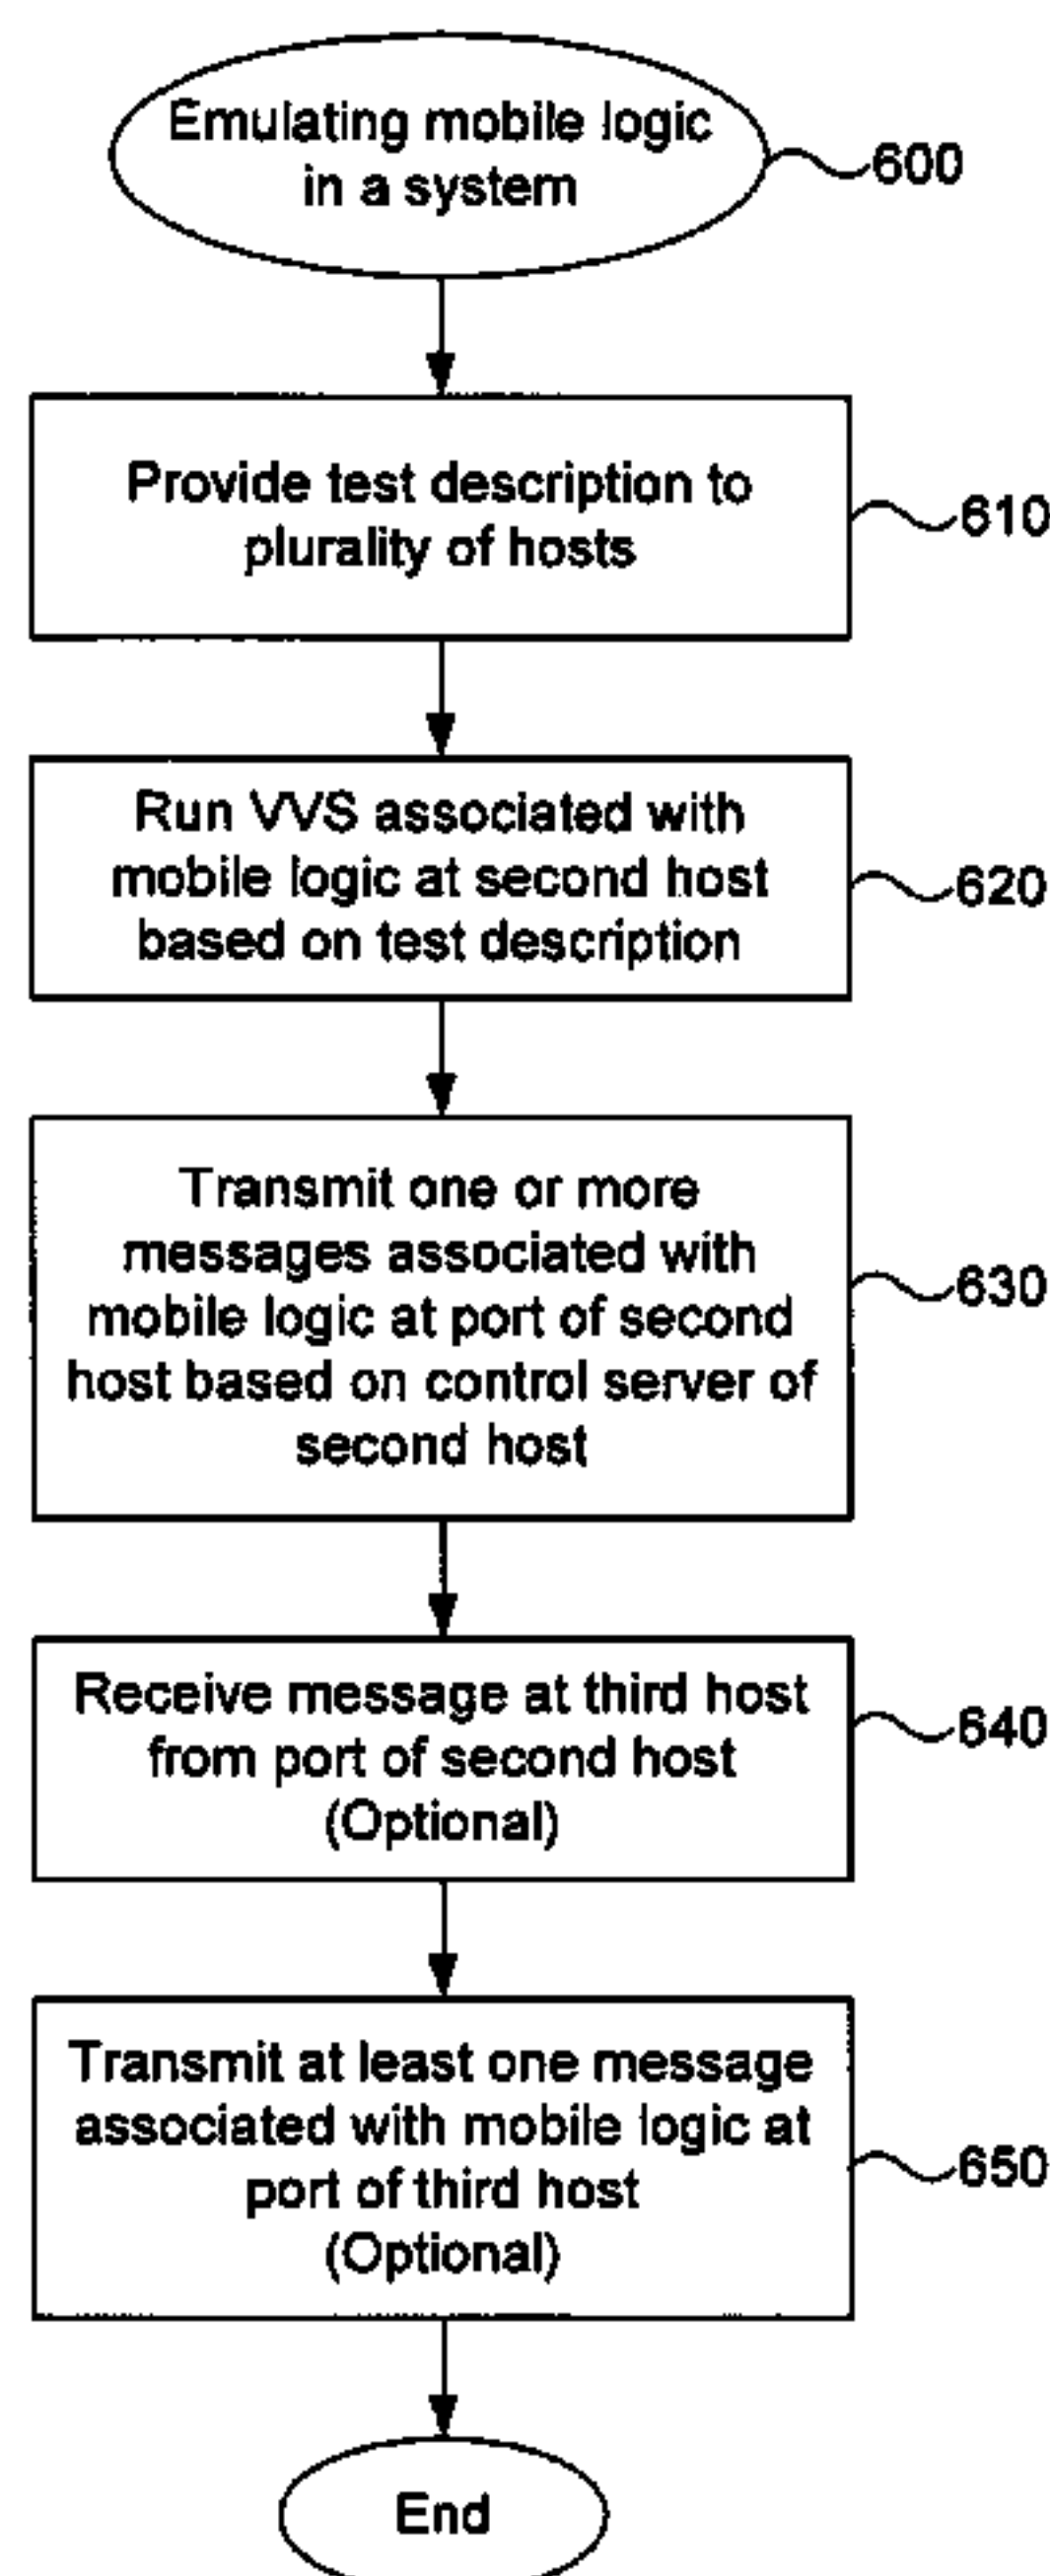 Emulating mobile logic
in a system
600
Provide test description to
plurality of hosts
610
Run VVS associated with
mobile logic at second host
based on test description
620
Transmit one or more
messages associated with
mobile logic at port of second
host based on control server of
second host
630
Receive message at third host
from port of second host
(Optional)
640
Transmit at least one message
associated with mobile logic at
port of third host
(Optional)
650
End